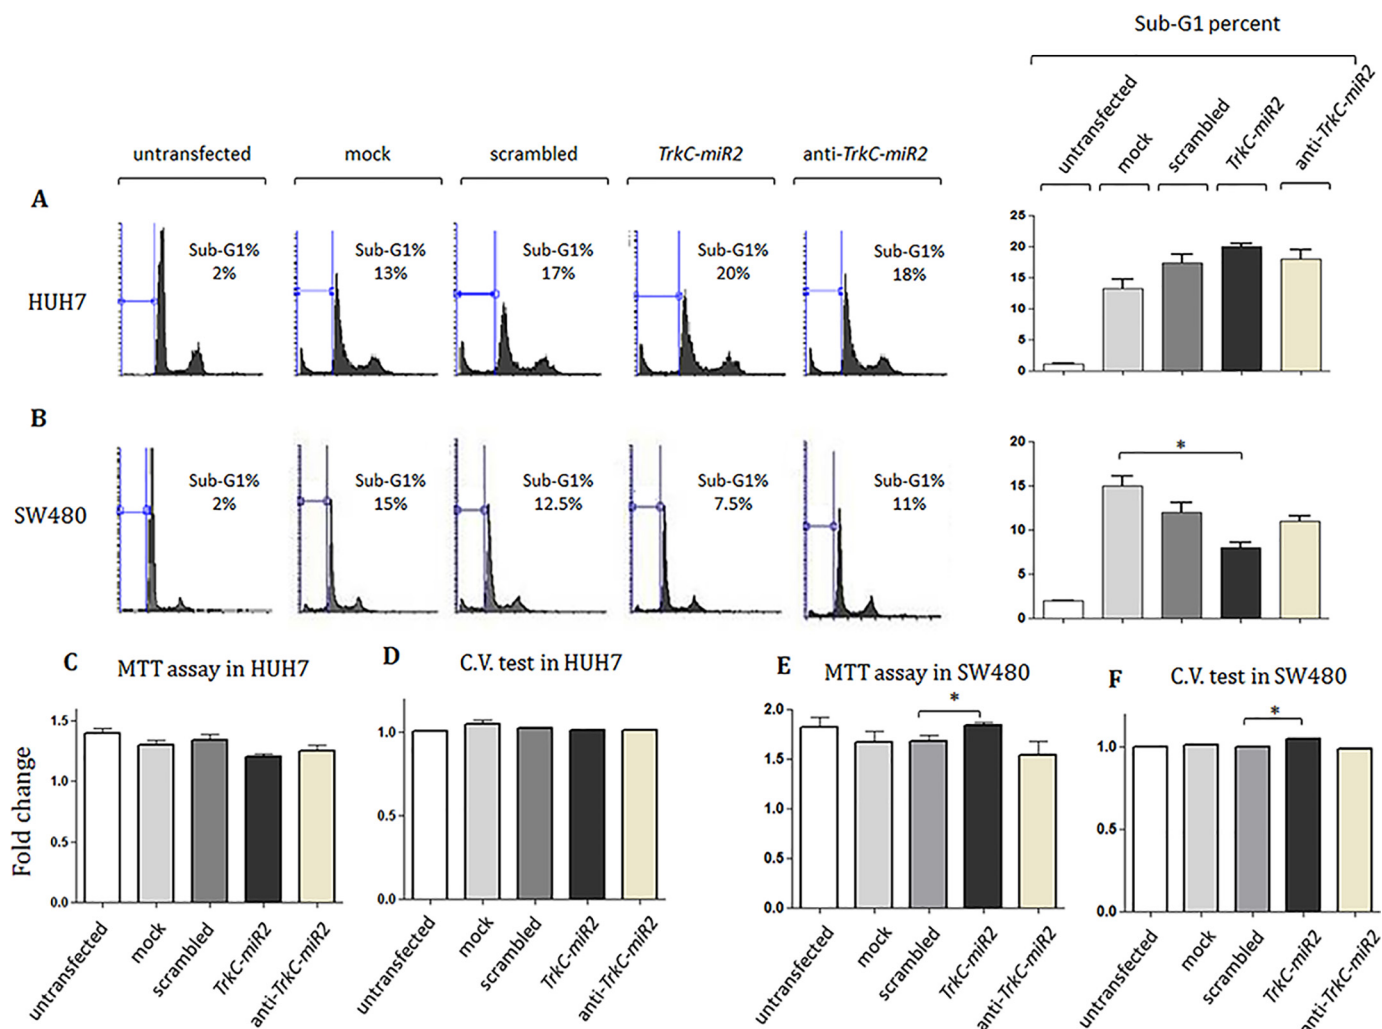 Sub-G1 percent
untransfected
mock
scrambled
TrkC-miR2
anti-TrkC-miR2
untransfected
mock
scrambled
TrkC-miR2
anti-TrkC-miR2
A
HUH7
Sub-G1%
2%
Sub-G1%
13%
Sub-G1%
17%
Sub-G1%
20%
Sub-G1%
18%
25
20
15
10
5
0
B
SW480
Sub-G1%
2%
Sub-G1%
15%
Sub-G1%
12.5%
Sub-G1%
7.5%
Sub-G1%
11%
20
15
10
5
0
*
C
MTT assay in HUH7
Fold change
1.5
1.0
0.5
0.0
untransfected
mock
scrambled
TrkC-miR2
anti-TrkC-miR2
D
C.V. test in HUH7
1.0
0.5
0.0
untransfected
mock
scrambled
TrkC-miR2
anti-TrkC-miR2
E
MTT assay in SW480
*
2.0
1.5
1.0
0.5
0.0
untransfected
mock
scrambled
TrkC-miR2
anti-TrkC-miR2
F
C.V. test in SW480
*
1.0
0.5
0.0
untransfected
mock
scrambled
TrkC-miR2
anti-TrkC-miR2